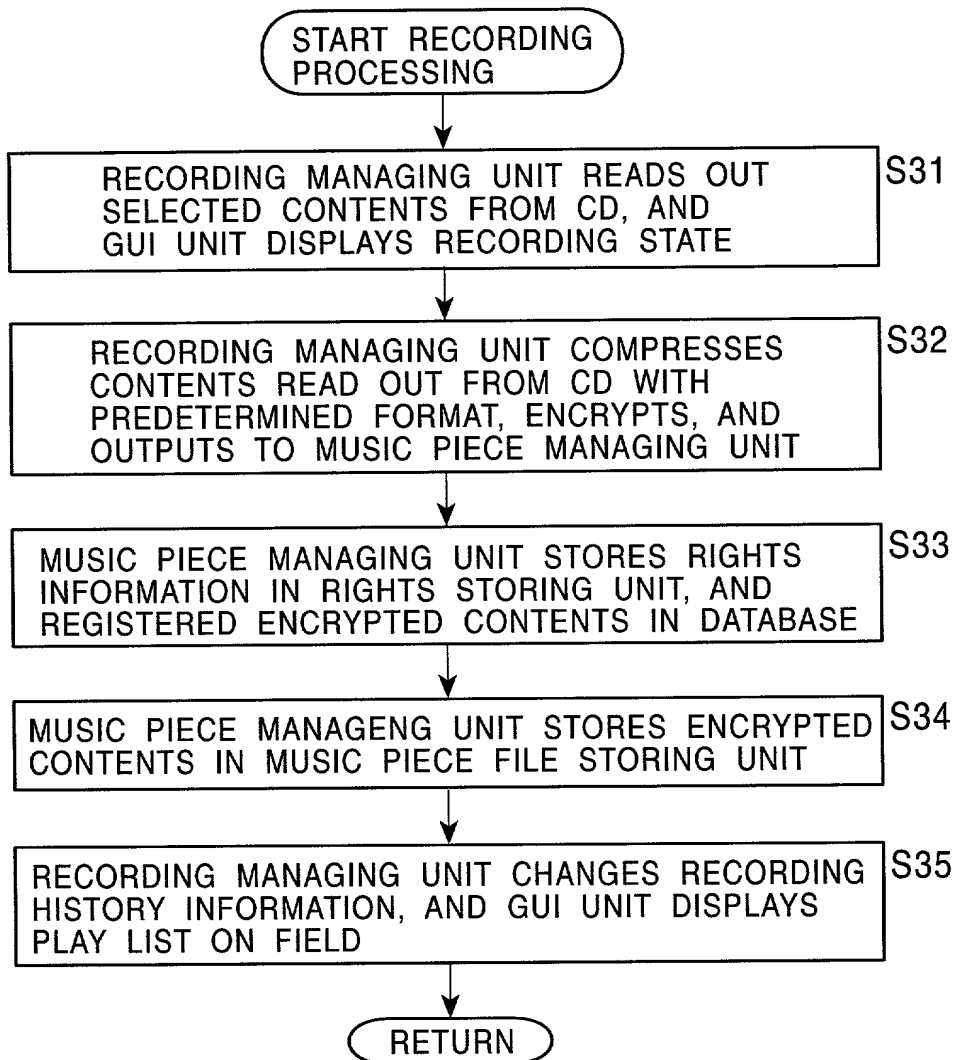 START RECORDING
PROCESSING
RECORDING MANAGING UNIT READS OUT
SELECTED CONTENTS FROM CD, AND
GUI UNIT DISPLAYS RECORDING STATE
S31
RECORDING MANAGING UNIT COMPRESSES
CONTENTS READ OUT FROM CD WITH
PREDETERMINED FORMAT, ENCRYPTS, AND
OUTPUTS TO MUSIC PIECE MANAGING UNIT
S32
MUSIC PIECE MANAGING UNIT STORES RIGHTS
INFORMATION IN RIGHTS STORING UNIT, AND
REGISTERED ENCRYPTED CONTENTS IN DATABASE
S33
MUSIC PIECE MANAGENG UNIT STORES ENCRYPTED
CONTENTS IN MUSIC PIECE FILE STORING UNIT
S34
RECORDING MANAGING UNIT CHANGES RECORDING
HISTORY INFORMATION, AND GUI UNIT DISPLAYS
PLAY LIST ON FIELD
S35
RETURN